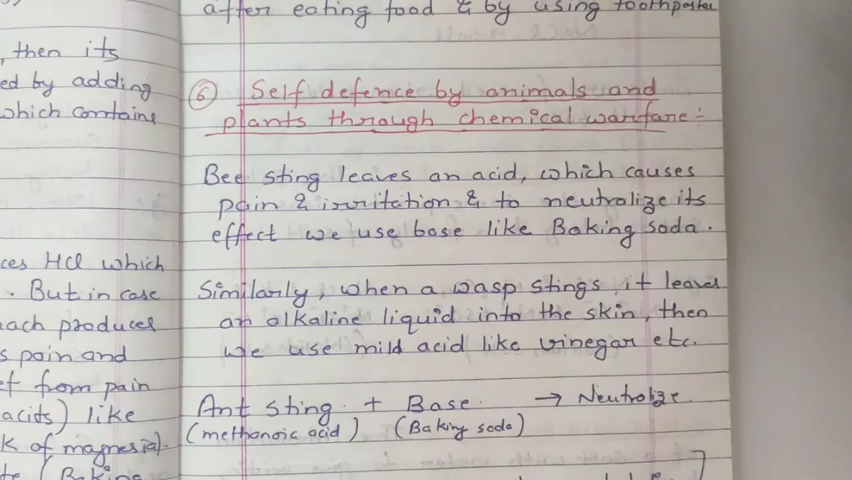 , then its
ed by adding
which contains
ces HCl which
. But in case
ach produces
s pain and
ef from pain
acids) like
k of magnesia).
after eating food & by using toothpaste
⑥ Self defence by animals and
plants through chemical warfare :-
Bee sting leaves an acid, which causes
pain & irritation & to neutralize its
effect we use base like Baking soda.
Similarly, when a wasp stings it leaves
an alkaline liquid into the skin, then
we use mild acid like vinegar etc.
Ant sting + Base → Neutralize.
(methanoic acid) (Baking soda)